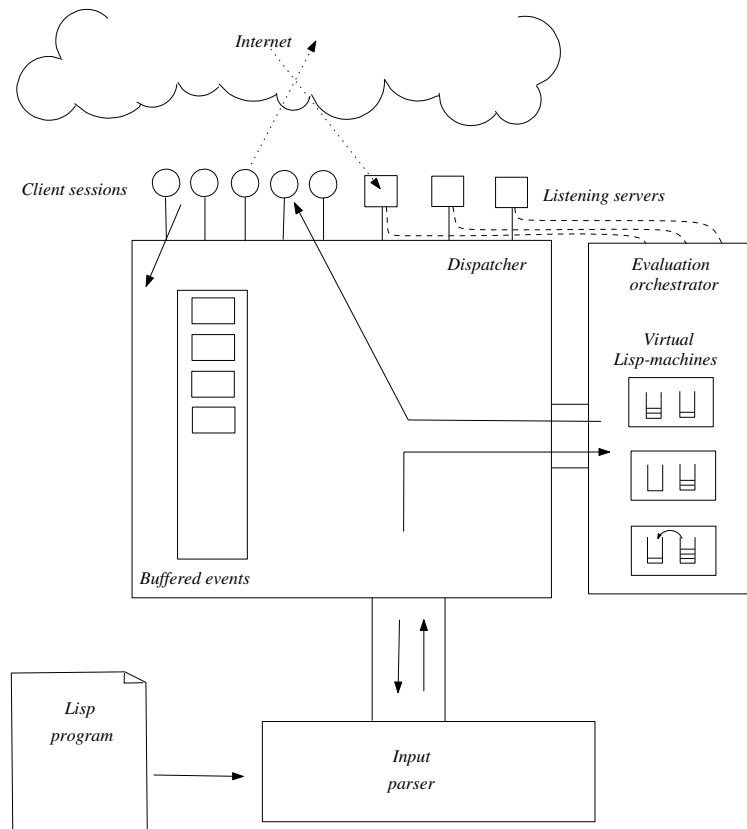 Internet
Client sessions
Listening servers
Dispatcher
Evaluation
orchestrator
Virtual
Lisp-machines
Buffered events
Lisp
program
Input
parser